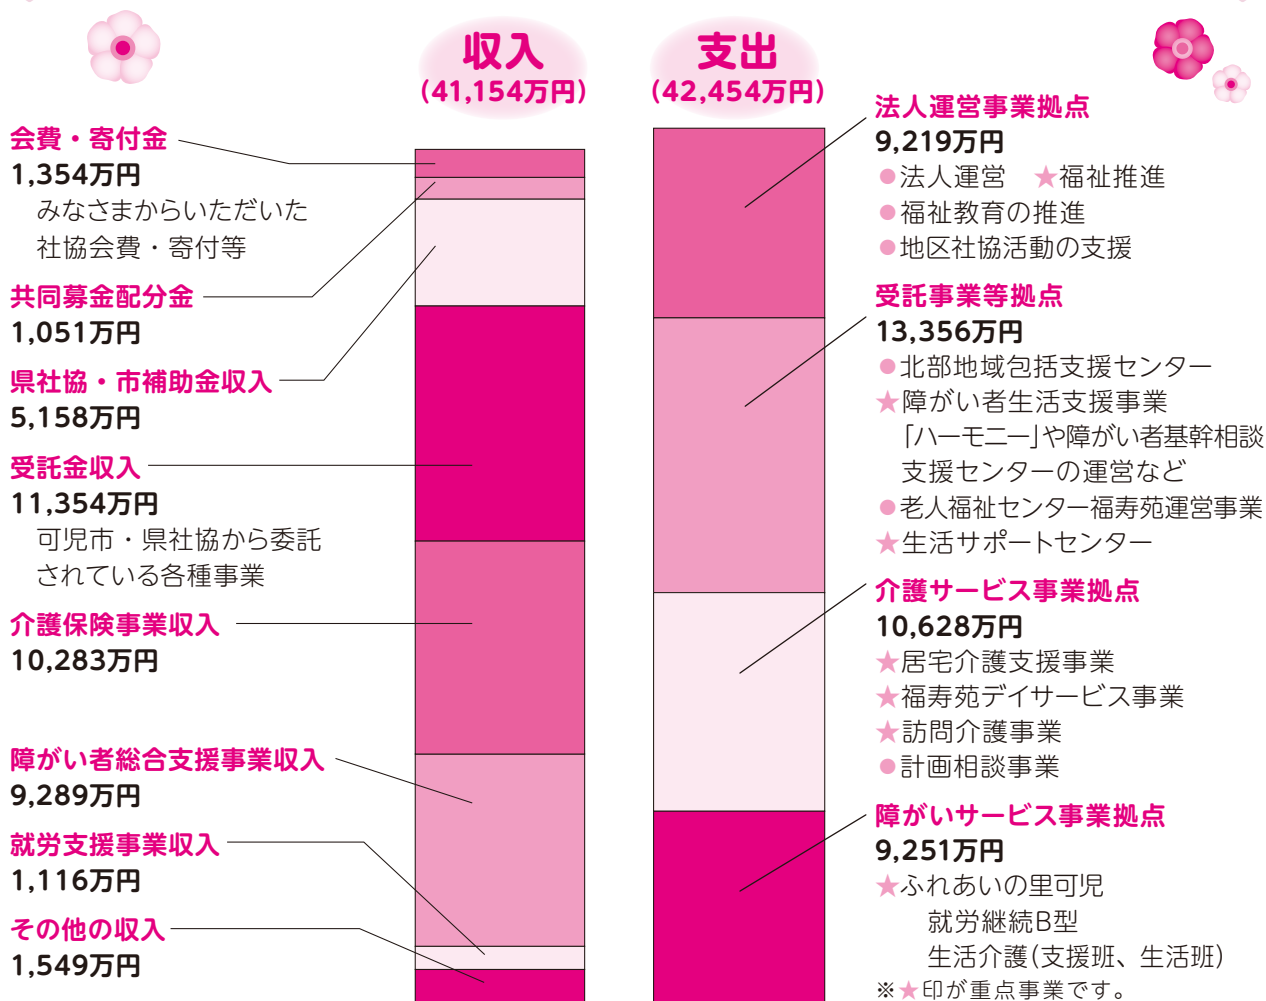 収入
(41,154万円)
会費・寄付金
1,354万円
みなさまからいただいた
社協会費・寄付等
共同募金配分金
1,051万円
県社協・市補助金収入
5,158万円
受託金収入
11,354万円
可児市・県社協から委託
されている各種事業
介護保険事業収入
10,283万円
障がい者総合支援事業収入
9,289万円
就労支援事業収入
1,116万円
その他の収入
1,549万円
支出
(42,454万円)
法人運営事業拠点
9,219万円
●法人運営　★福祉推進
●福祉教育の推進
●地区社協活動の支援
受託事業等拠点
13,356万円
●北部地域包括支援センター
★障がい者生活支援事業
「ハーモニー」や障がい者基幹相談
支援センターの運営など
●老人福祉センター福寿苑運営事業
★生活サポートセンター
介護サービス事業拠点
10,628万円
★居宅介護支援事業
★福寿苑デイサービス事業
★訪問介護事業
●計画相談事業
障がいサービス事業拠点
9,251万円
★ふれあいの里可児
就労継続B型
生活介護(支援班、生活班)
※★印が重点事業です。